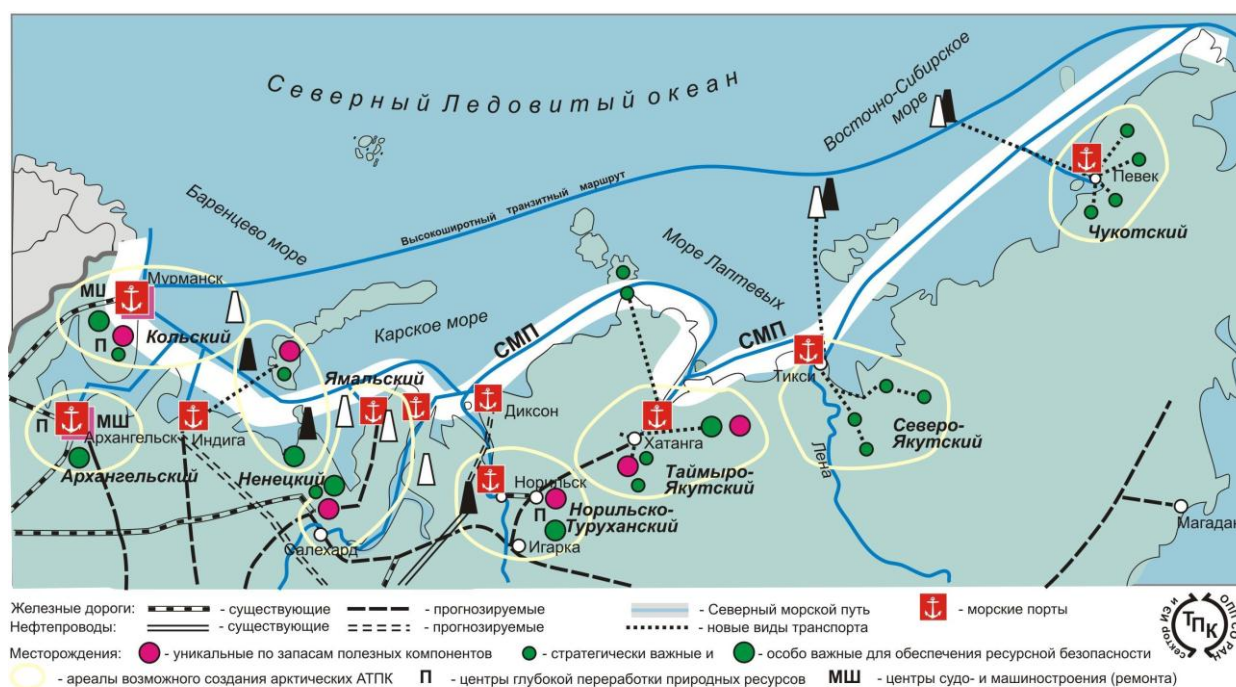 Северный Ледовитый океан
Восточно-Сибирское
море
Певек
Чукотский
Баренцево море
Высокоширотный транзитный маршрут
Море Лаптевых
МШ
Мурманск
Кольский
П
Карское море
СМП
СМП
Тикси
Ямальский
Диксон
П
МШ
Архангельск
Индига
Архангельский
Ненецкий
Хатанга
Таймыро-
Якутский
Лена
Северо-
Якутский
Норильск
П
Норильско-
Туруханский
Салехард
Игарка
Магадан
Железные дороги: - существующие - прогнозируемые - Северный морской путь - морские порты
Нефтепроводы: - существующие - прогнозируемые - новые виды транспорта
Месторождения: - уникальные по запасам полезных компонентов - стратегически важные и - особо важные для обеспечения ресурсной безопасности
- ареалы возможного создания арктических АТПК П - центры глубокой переработки природных ресурсов МШ - центры судо- и машиностроения (ремонта)
ТПК